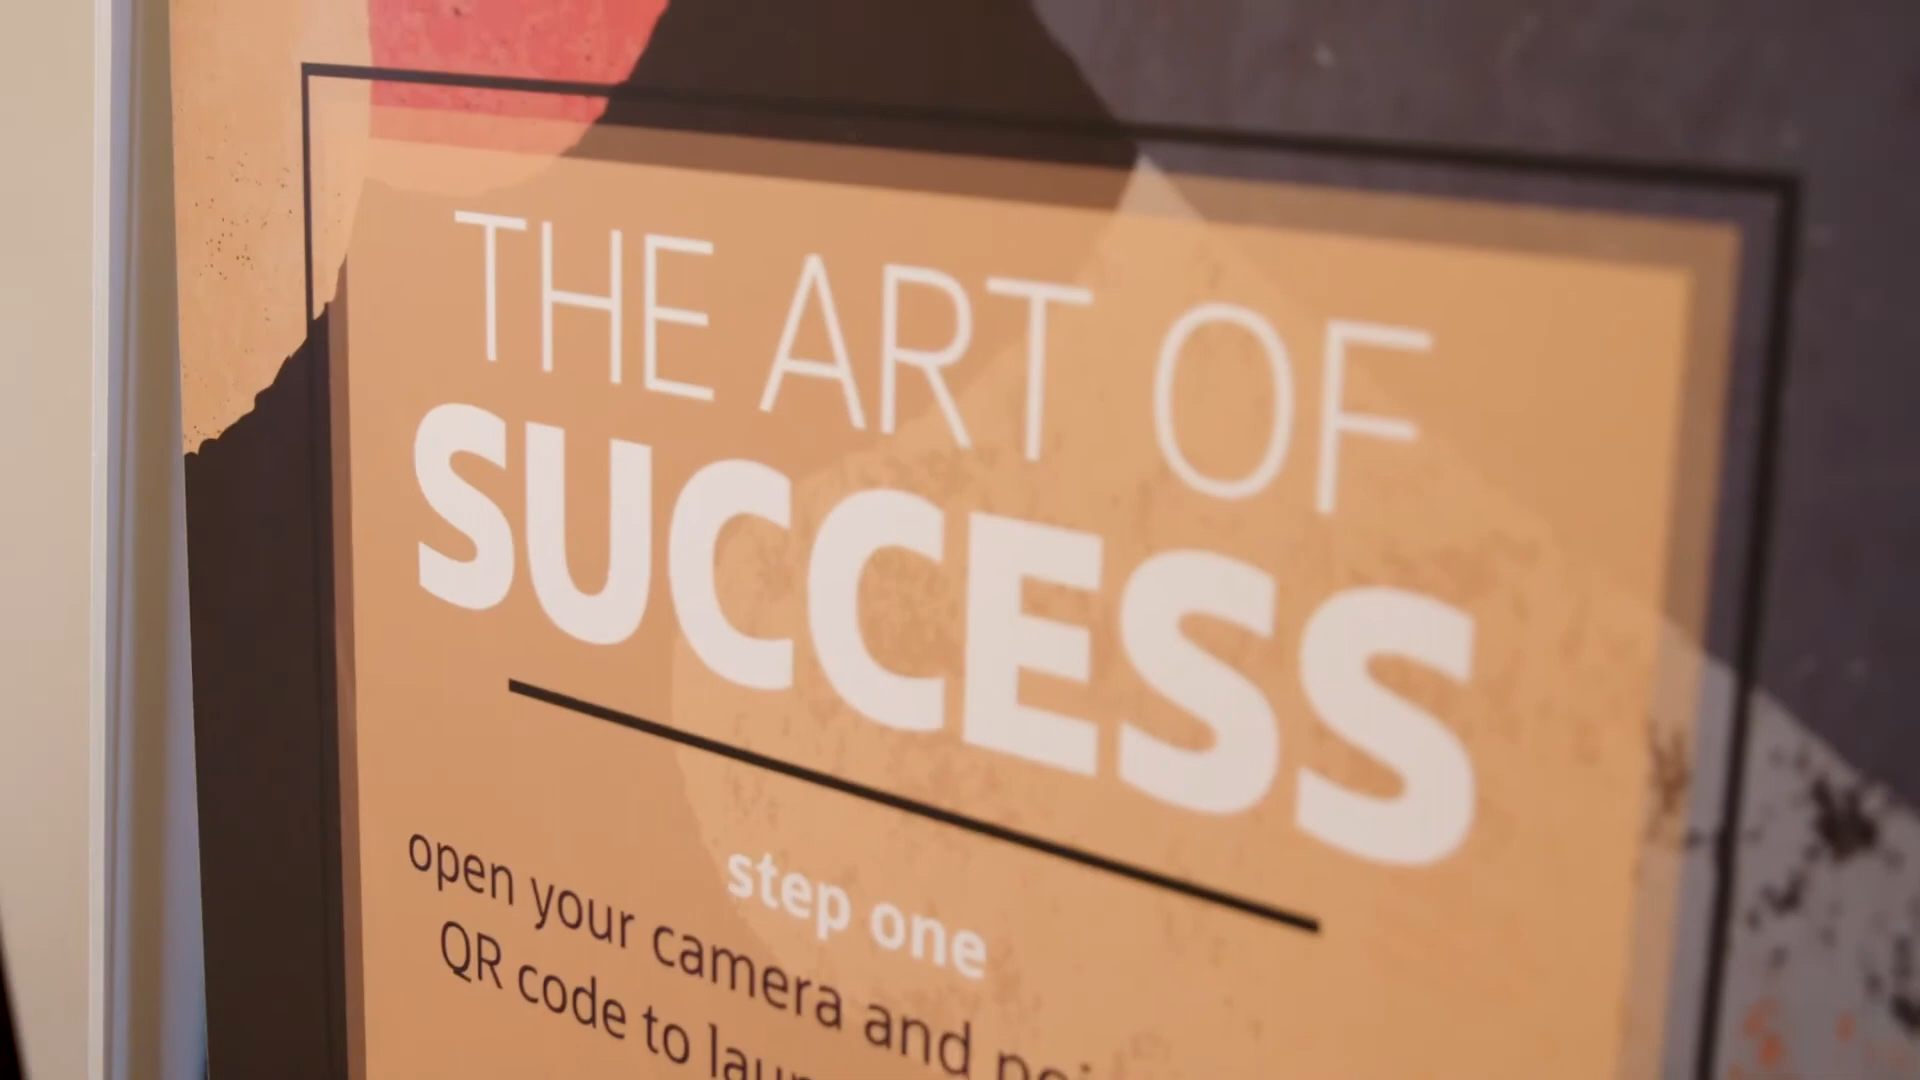 THE ART OF
SUCCESS
step one
open your camera and
QR code to